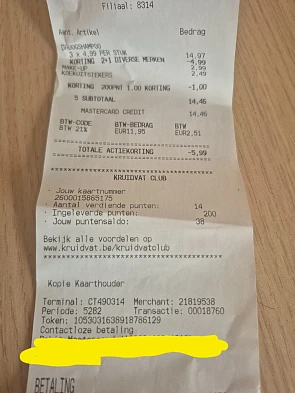 Filiaal: 8314
Aant. Artikel Bedrag
DROOGSHAMPOO
3 x 4,99 PER STUK 14,97
KORTING 2+1 DIVERSE MERKEN -4,99
MAKE-UP 2,99
KOEKUITSTEKERS 2,49
KORTING 200PNT 1.00 KORTING -1,00
5 SUBTOTAAL 14,46
MASTERCARD CREDIT 14,46
BTW-CODE BTW-BEDRAG BTW
BTW 21% EUR11,95 EUR2,51
TOTALE ACTIEKORTING -5,99
KRUIDVAT CLUB
· Jouw kaartnummer
2600015865175
· Aantal verdiende punten: 14
· Ingeleverde punten: 200
· Jouw puntensaldo: 38
Bekijk alle voordelen op
www.kruidvat.be/kruidvatclub
Kopie Kaarthouder
Terminal: CT490314 Merchant: 21819538
Periode: 5282 Transactie: 00018760
Token: 1053031638918786129
Contactloze betaling
BETALING